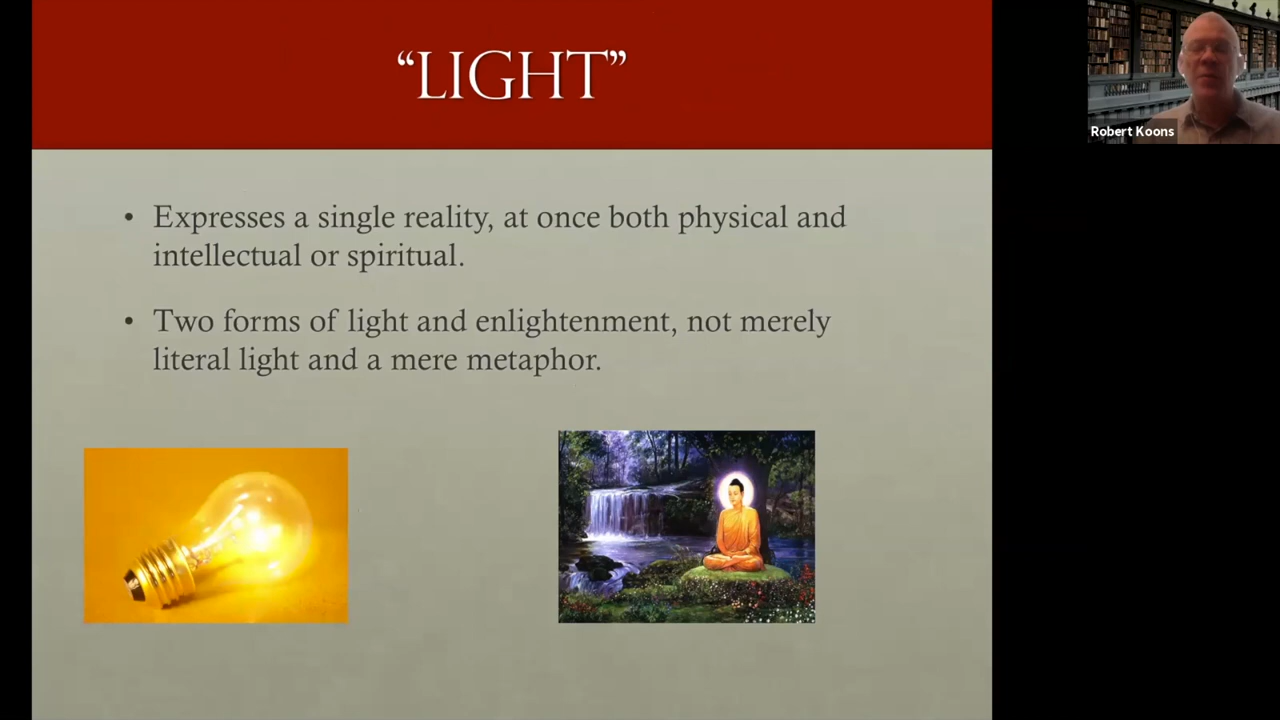 “LIGHT”
Robert Koons
• Expresses a single reality, at once both physical and
intellectual or spiritual.
• Two forms of light and enlightenment, not merely
literal light and a mere metaphor.